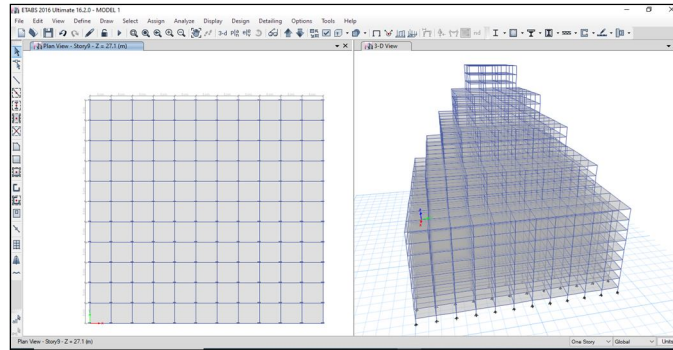 ETABS 2016 Ultimate 16.2.0 - MODEL 1
File Edit View Define Draw Select Assign Analyze Display Design Detailing Options Tools Help
Plan View - Story9 - Z = 27.1 (m)
3-D View
Plan View - Story9 - Z = 27.1 (m)
One Story
Global
Units